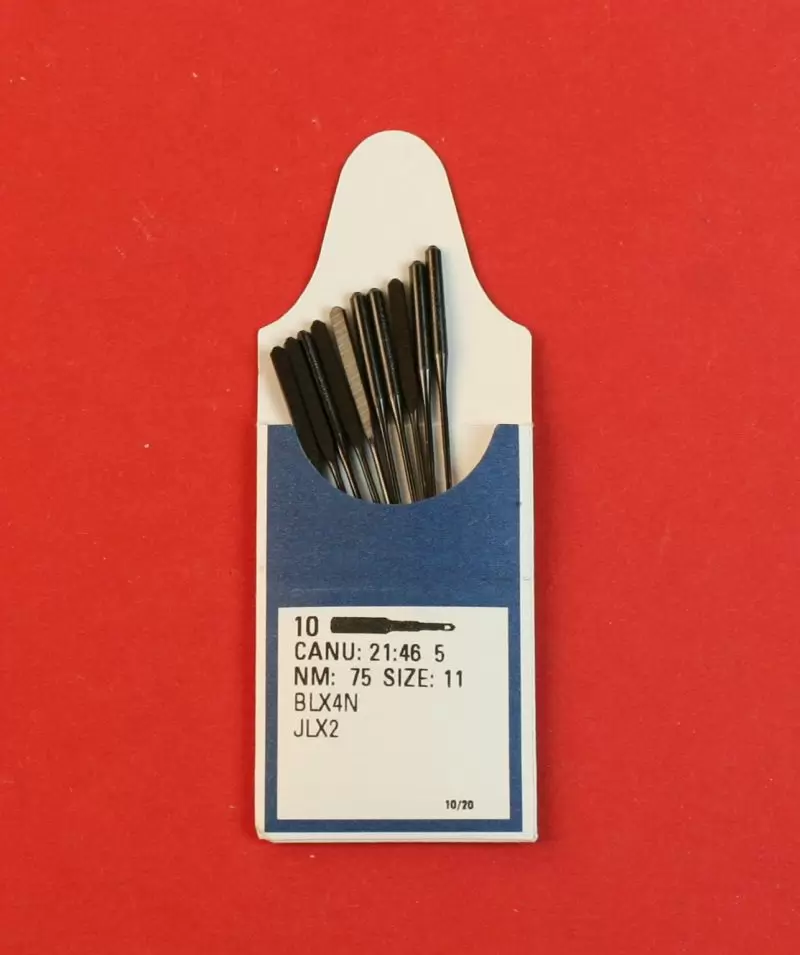 10
CANU: 21:46 5
NM: 75 SIZE: 11
BLX4N
JLX2
10/20